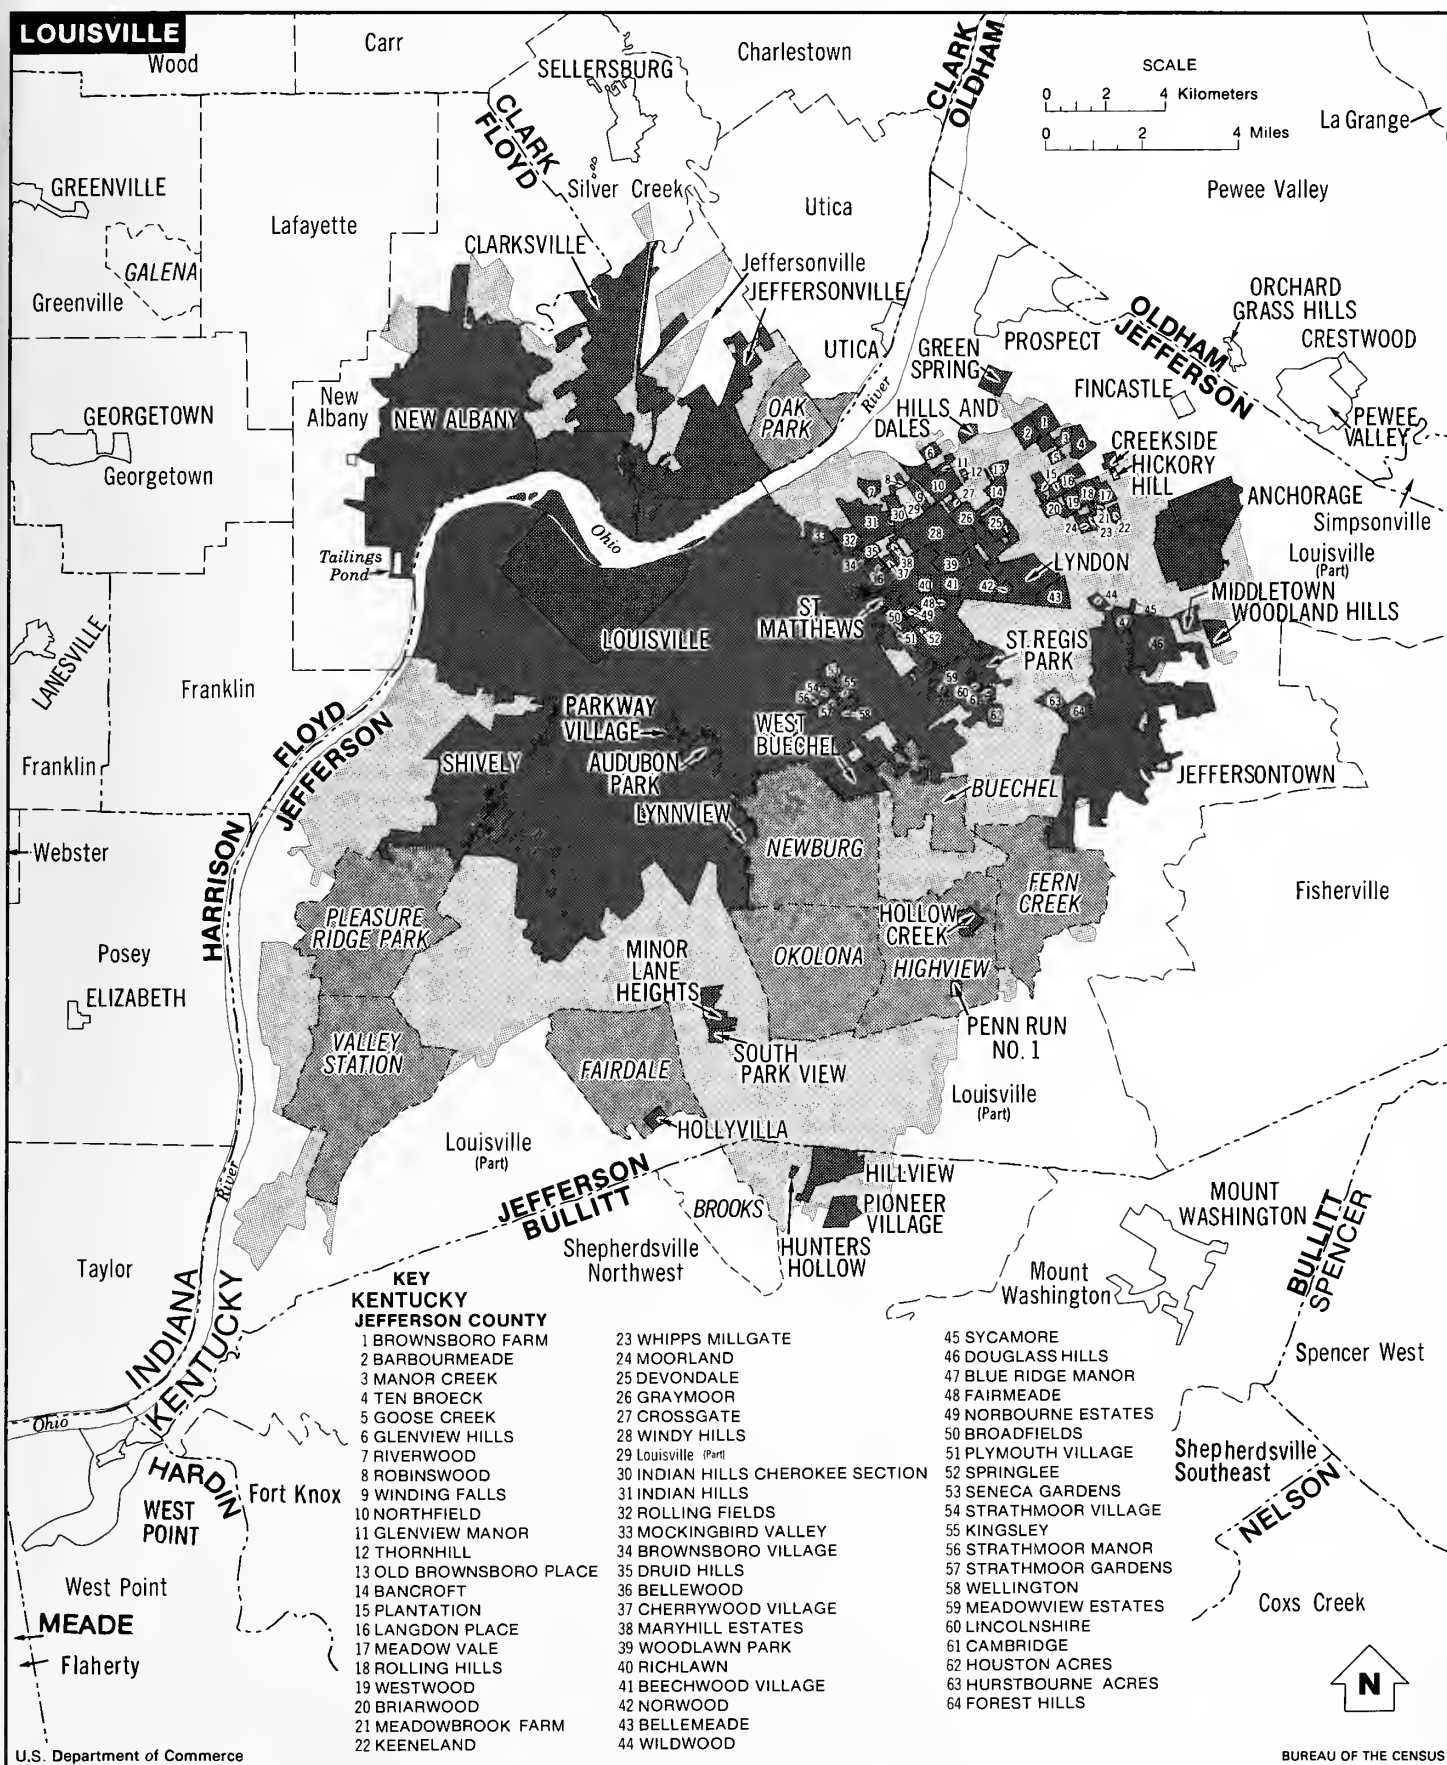 LOUISVILLE
Wood
Carr
SELLERSBURG
Charlestown
CLARK
OLDHAM
SCALE
0 2 4 Kilometers
0 2 4 Miles
La Grange
CLARK
FLOYD
GREENVILLE
Lafayette
Silver Creek
Utica
Pewee Valley
GALENA
Greenville
CLARKSVILLE
Jeffersonville
JEFFERSONVILLE
UTICA
River
PROSPECT
GREEN
SPRING
OLDHAM
JEFFERSON
ORCHARD
GRASS HILLS
CRESTWOOD
FINCASTLE
PEWEE
VALLEY
New
Albany
NEW ALBANY
OAK
PARK
HILLS AND
DALES
CREEKSIDE
HICKORY
HILL
GEORGETOWN
Georgetown
ANCHORAGE
Simpsonville
Louisville
(Part)
Tailings
Pond
Ohio
LYNDON
MIDDLETOWN
WOODLAND HILLS
ST.
MATTHEWS
LOUISVILLE
ST. REGIS
PARK
LANESVILLE
Franklin
FLOYD
JEFFERSON
PARKWAY
VILLAGE
AUDUBON
PARK
WEST
BUECHEL
SHIVELY
Franklin
BUECHEL
JEFFERSONTOWN
LYNNVIEW
NEWBURG
Webster
HARRISON
FERN
CREEK
Fisherville
PLEASURE
RIDGE PARK
HOLLOW
CREEK
Posey
ELIZABETH
MINOR
LANE
HEIGHTS
OKOLONA
HIGHVIEW
VALLEY
STATION
FAIRDALE
SOUTH
PARK VIEW
PENN RUN
NO. 1
Louisville
(Part)
Louisville
(Part)
HOLLYVILLA
River
JEFFERSON
BULLITT
BROOKS
HILLVIEW
PIONEER
VILLAGE
HUNTERS
HOLLOW
Shepherdsville
Northwest
MOUNT
WASHINGTON
Mount
Washington
BULLITT
SPENCER
Taylor
INDIANA
KENTUCKY
Ohio
HARDIN
Fort Knox
WEST
POINT
West Point
MEADE
Flaherty
Spencer West
Shepherdsville
Southeast
NELSON
Coxs Creek
KEY
KENTUCKY
JEFFERSON COUNTY
1 BROWNSBORO FARM
2 BARBOURMEADE
3 MANOR CREEK
4 TEN BROECK
5 GOOSE CREEK
6 GLENVIEW HILLS
7 RIVERWOOD
8 ROBINSWOOD
9 WINDING FALLS
10 NORTHFIELD
11 GLENVIEW MANOR
12 THORNHILL
13 OLD BROWNSBORO PLACE
14 BANCROFT
15 PLANTATION
16 LANGDON PLACE
17 MEADOW VALE
18 ROLLING HILLS
19 WESTWOOD
20 BRIARWOOD
21 MEADOWBROOK FARM
22 KEENELAND
23 WHIPPS MILLGATE
24 MOORLAND
25 DEVONDALE
26 GRAYMOOR
27 CROSSGATE
28 WINDY HILLS
29 Louisville (Part)
30 INDIAN HILLS CHEROKEE SECTION
31 INDIAN HILLS
32 ROLLING FIELDS
33 MOCKINGBIRD VALLEY
34 BROWNSBORO VILLAGE
35 DRUID HILLS
36 BELLEWOOD
37 CHERRYWOOD VILLAGE
38 MARYHILL ESTATES
39 WOODLAWN PARK
40 RICHLAWN
41 BEECHWOOD VILLAGE
42 NORWOOD
43 BELLEMEADE
44 WILDWOOD
45 SYCAMORE
46 DOUGLASS HILLS
47 BLUE RIDGE MANOR
48 FAIRMEADE
49 NORBOURNE ESTATES
50 BROADFIELDS
51 PLYMOUTH VILLAGE
52 SPRINGLEE
53 SENECA GARDENS
54 STRATHMOOR VILLAGE
55 KINGSLEY
56 STRATHMOOR MANOR
57 STRATHMOOR GARDENS
58 WELLINGTON
59 MEADOWVIEW ESTATES
60 LINCOLNSHIRE
61 CAMBRIDGE
62 HOUSTON ACRES
63 HURSTBOURNE ACRES
64 FOREST HILLS
N
U.S. Department of Commerce
BUREAU OF THE CENSUS